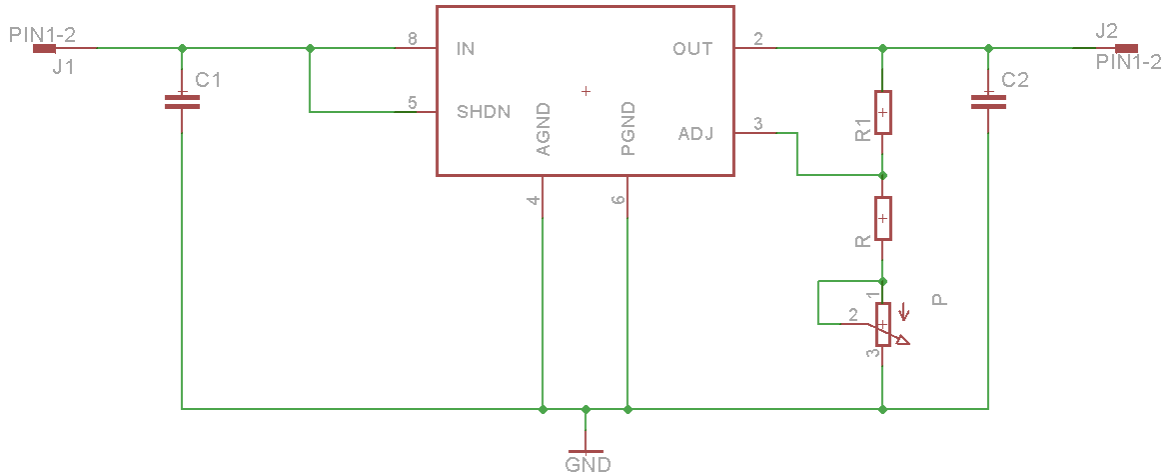 PIN1-2
J1
C1
8
IN
5
SHDN
AGND
PGND
4
6
OUT
2
ADJ
3
R1
R
1
2
3
P
C2
J2
PIN1-2
GND